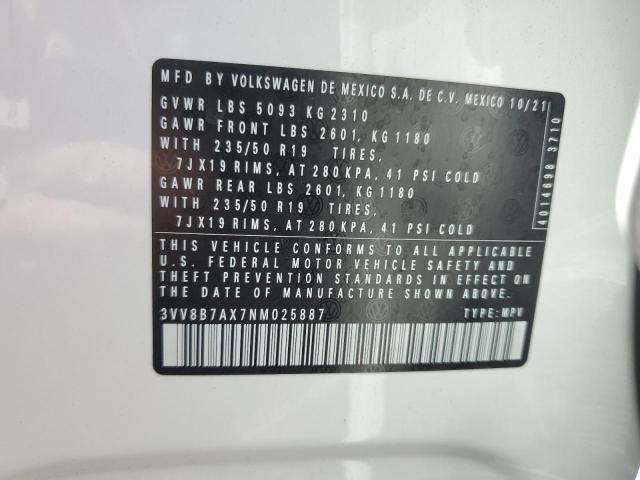 MFD BY VOLKSWAGEN DE MEXICO S.A. DE C.V. MEXICO 10/21
GVWR LBS 5093 KG 2310
GAWR FRONT LBS 2601, KG 1180
WITH 235/50 R19 TIRES,
7JX19 RIMS, AT 280 KPA, 41 PSI COLD
GAWR REAR LBS 2601, KG 1180
WITH 235/50 R19 TIRES,
7JX19 RIMS, AT 280 KPA, 41 PSI COLD
THIS VEHICLE CONFORMS TO ALL APPLICABLE
U.S. FEDERAL MOTOR VEHICLE SAFETY AND
THEFT PREVENTION STANDARDS IN EFFECT ON
THE DATE OF MANUFACTURE SHOWN ABOVE.
3VV8B7AX7NM025887 TYPE: MPV
4014698 3710